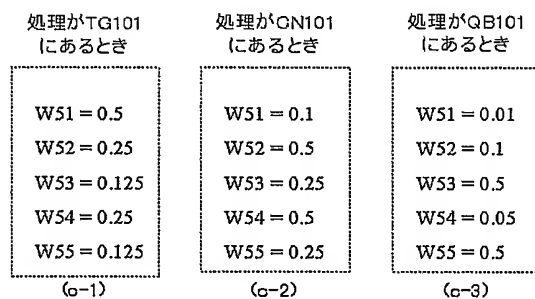 処理がTG101
にあるとき
W51 = 0.5
W52 = 0.25
W53 = 0.125
W54 = 0.25
W55 = 0.125
(c-1)
処理がGN101
にあるとき
W51 = 0.1
W52 = 0.5
W53 = 0.25
W54 = 0.5
W55 = 0.25
(c-2)
処理がQB101
にあるとき
W51 = 0.01
W52 = 0.1
W53 = 0.5
W54 = 0.05
W55 = 0.5
(c-3)